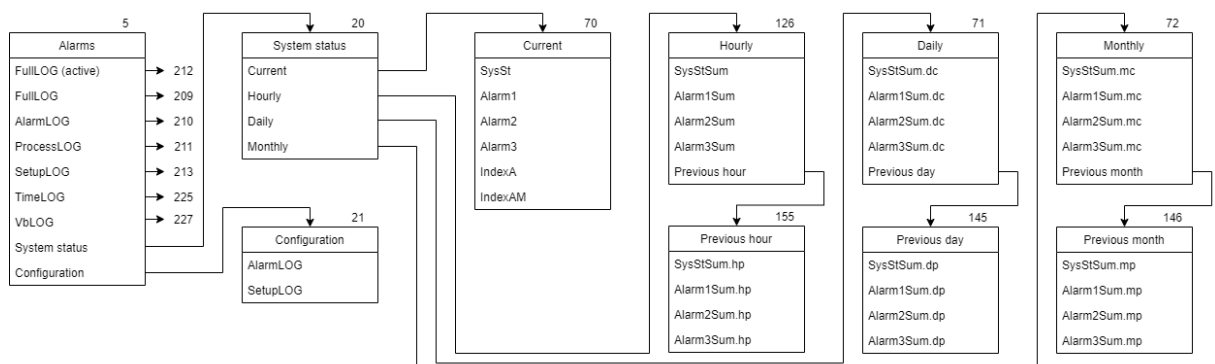 5
Alarms
FullLOG (active)
212
FullLOG
209
AlarmLOG
210
ProcessLOG
211
SetupLOG
213
TimeLOG
225
VbLOG
227
System status
Configuration
20
System status
Current
Hourly
Daily
Monthly
21
Configuration
AlarmLOG
SetupLOG
70
Current
SysSt
Alarm1
Alarm2
Alarm3
IndexA
IndexAM
126
Hourly
SysStSum
Alarm1Sum
Alarm2Sum
Alarm3Sum
Previous hour
155
Previous hour
SysStSum.hp
Alarm1Sum.hp
Alarm2Sum.hp
Alarm3Sum.hp
71
Daily
SysStSum.dc
Alarm1Sum.dc
Alarm2Sum.dc
Alarm3Sum.dc
Previous day
145
Previous day
SysStSum.dp
Alarm1Sum.dp
Alarm2Sum.dp
Alarm3Sum.dp
72
Monthly
SysStSum.mc
Alarm1Sum.mc
Alarm2Sum.mc
Alarm3Sum.mc
Previous month
146
Previous month
SysStSum.mp
Alarm1Sum.mp
Alarm2Sum.mp
Alarm3Sum.mp